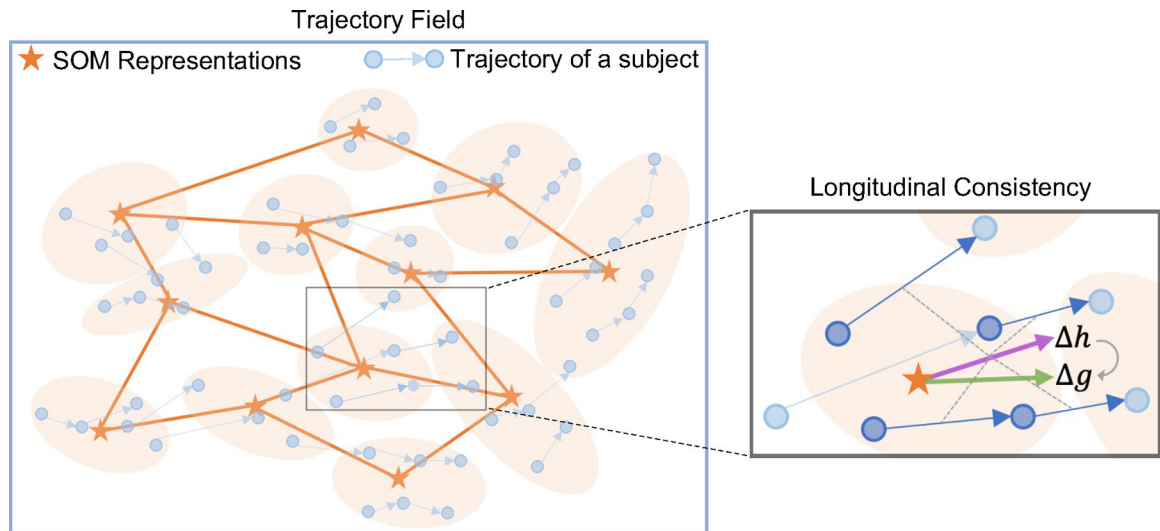 Trajectory Field
SOM Representations
Trajectory of a subject
Longitudinal Consistency
Δh
Δg